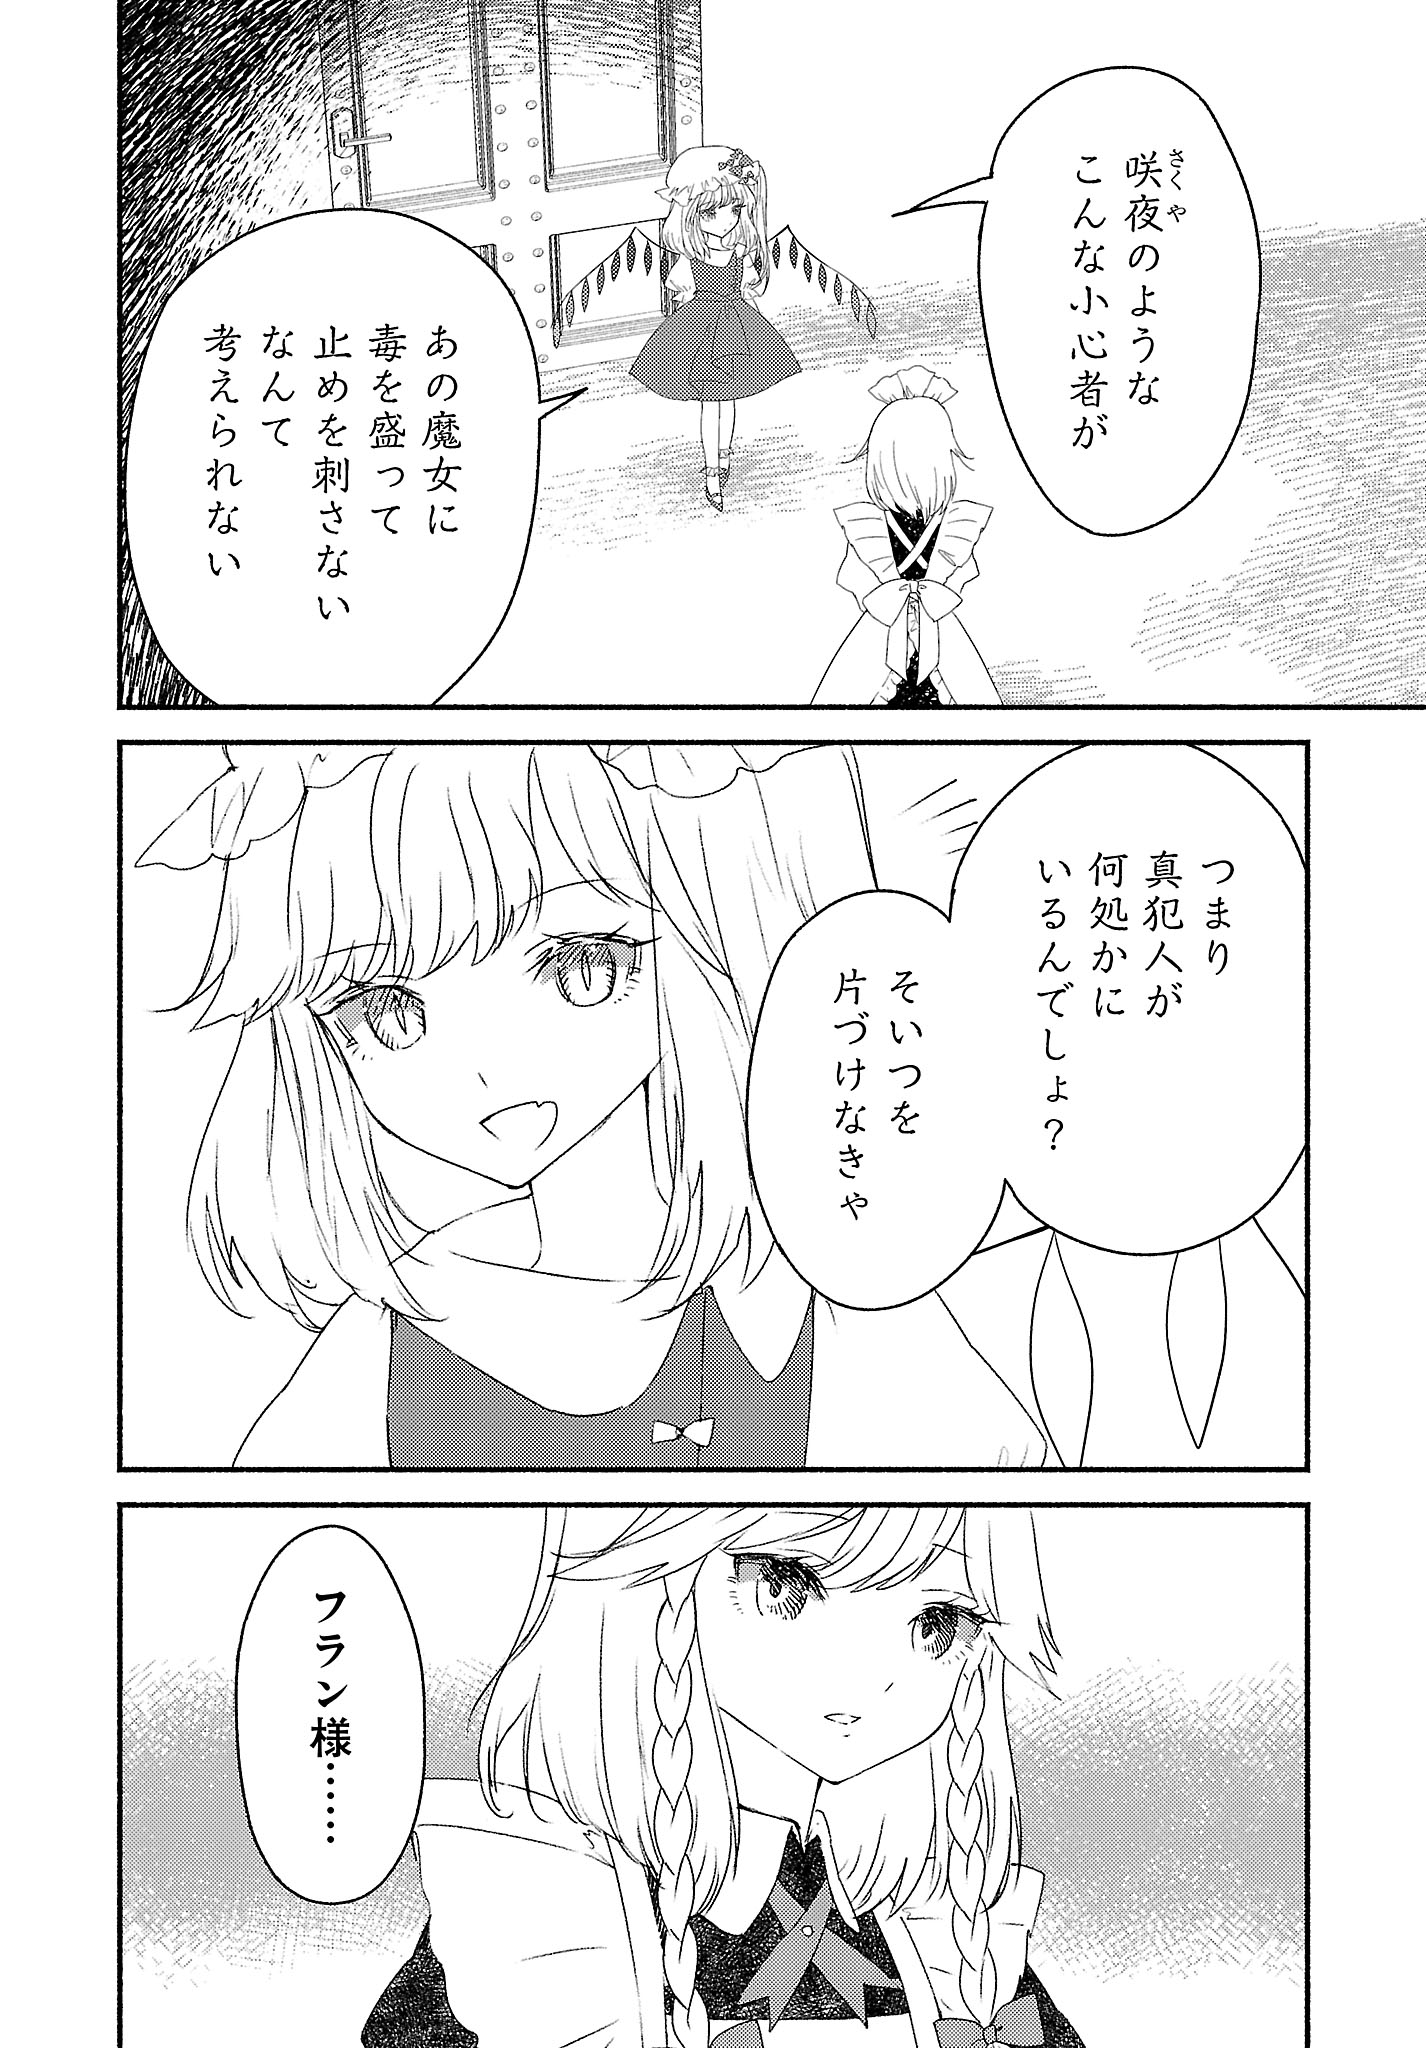 咲夜のような
さくや
こんな小心者が
あの魔女に
毒を盛って
止めを刺さない
なんて
考えられない
つまり
真犯人が
何処かに
いるんでしょ?
そいつを
片づけなきゃ
フラン様……